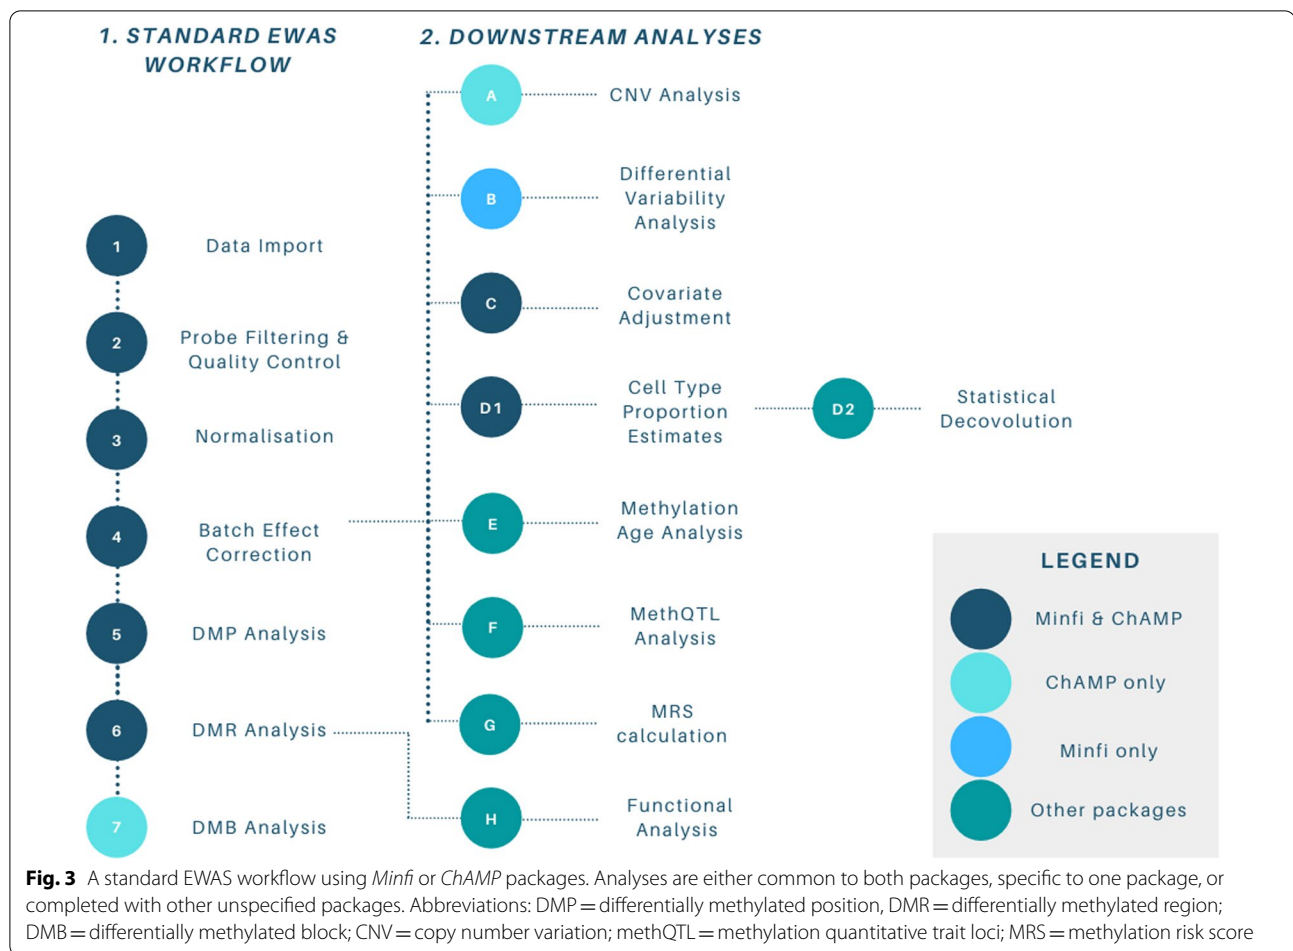 1. STANDARD EWAS
WORKFLOW
1
Data Import
2
Probe Filtering &
Quality Control
3
Normalisation
4
Batch Effect
Correction
5
DMP Analysis
6
DMR Analysis
7
DMB Analysis
2. DOWNSTREAM ANALYSES
A
CNV Analysis
B
Differential
Variability
Analysis
C
Covariate
Adjustment
D1
Cell Type
Proportion
Estimates
D2
Statistical
Decovolution
E
Methylation
Age Analysis
F
MethQTL
Analysis
G
MRS
calculation
H
Functional
Analysis
LEGEND
Minfi & ChAMP
ChAMP only
Minfi only
Other packages
Fig. 3 A standard EWAS workflow using Minfi or ChAMP packages. Analyses are either common to both packages, specific to one package, or
completed with other unspecified packages. Abbreviations: DMP = differentially methylated position, DMR = differentially methylated region;
DMB = differentially methylated block; CNV = copy number variation; methQTL = methylation quantitative trait loci; MRS = methylation risk score